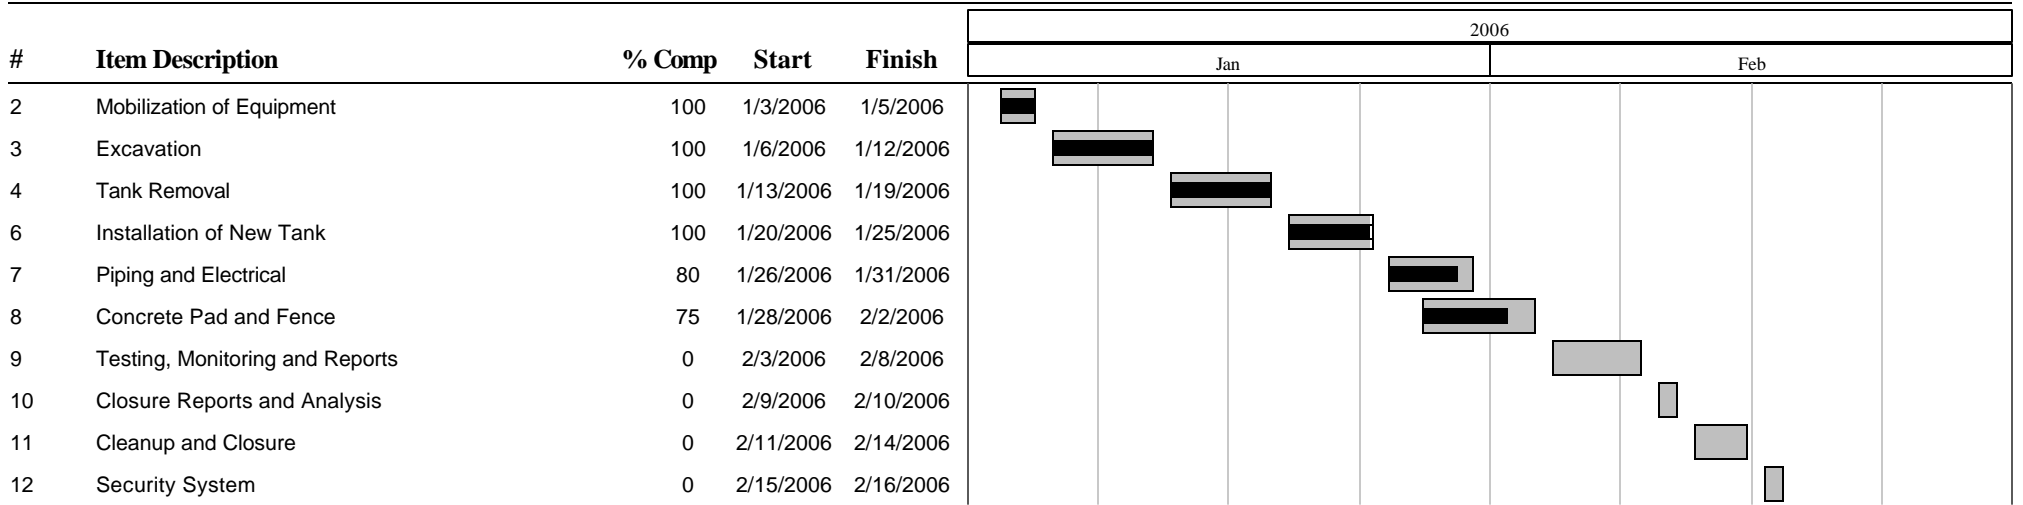 2006
# Item Description % Comp Start Finish Jan Feb
2 Mobilization of Equipment 100 1/3/2006 1/5/2006
3 Excavation 100 1/6/2006 1/12/2006
4 Tank Removal 100 1/13/2006 1/19/2006
6 Installation of New Tank 100 1/20/2006 1/25/2006
7 Piping and Electrical 80 1/26/2006 1/31/2006
8 Concrete Pad and Fence 75 1/28/2006 2/2/2006
9 Testing, Monitoring and Reports 0 2/3/2006 2/8/2006
10 Closure Reports and Analysis 0 2/9/2006 2/10/2006
11 Cleanup and Closure 0 2/11/2006 2/14/2006
12 Security System 0 2/15/2006 2/16/2006